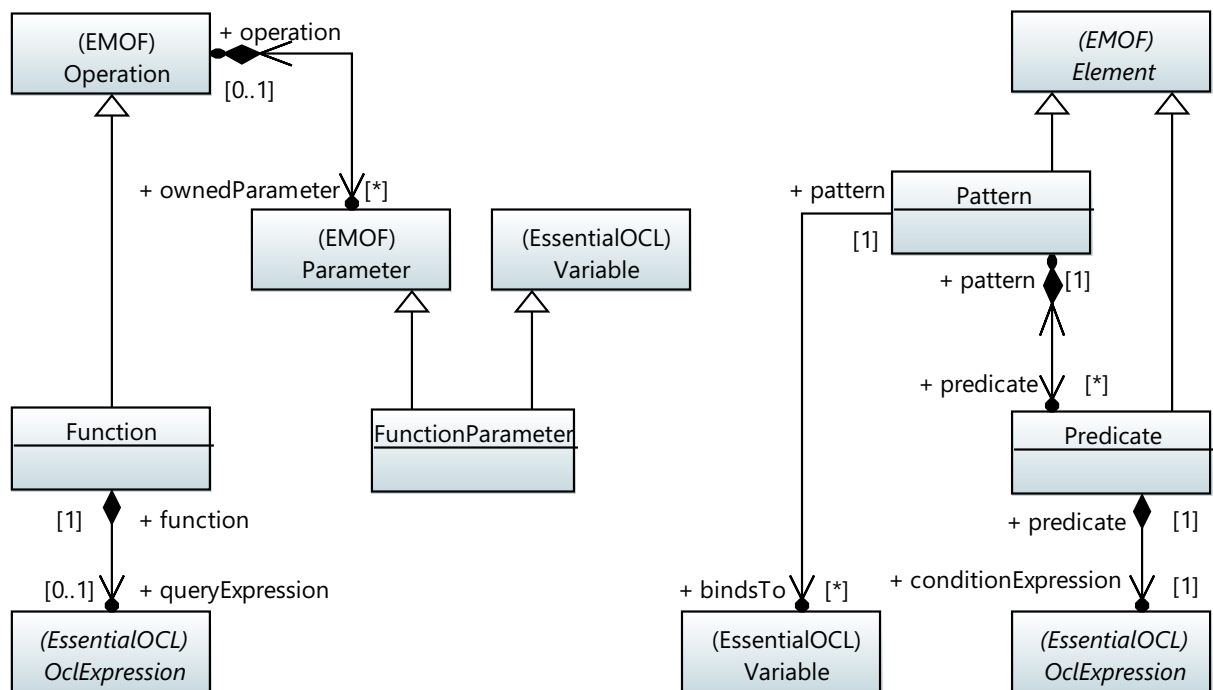 (EMOF)
Operation
+ operation
[0..1]
+ ownedParameter
[*]
(EMOF)
Parameter
(EssentialOCL)
Variable
Function
FunctionParameter
[1]
+ function
[0..1]
+ queryExpression
(EssentialOCL)
OclExpression
(EMOF)
Element
+ pattern
Pattern
[1]
+ pattern
[1]
+ predicate
[*]
Predicate
+ predicate
[1]
+ bindsTo
[*]
+ conditionExpression
[1]
(EssentialOCL)
Variable
(EssentialOCL)
OclExpression